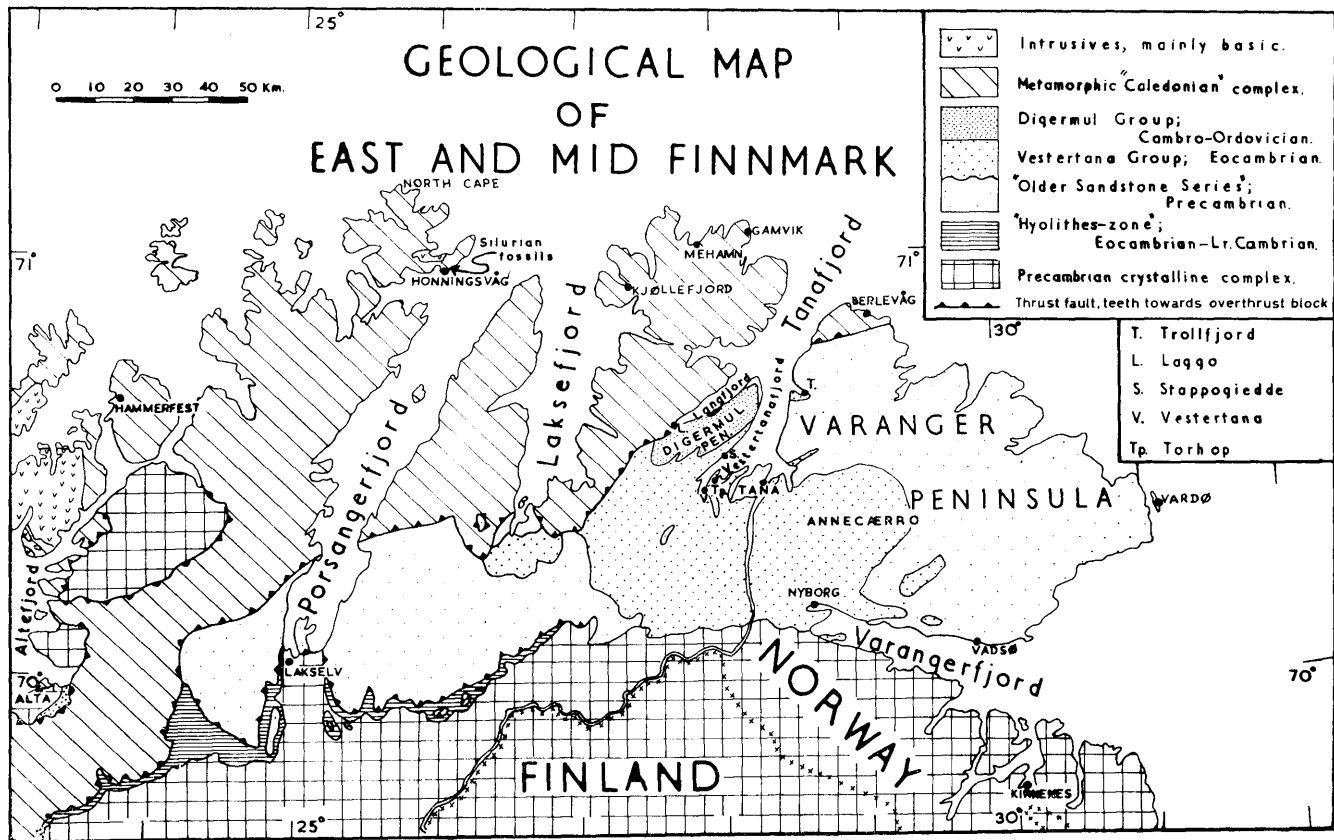 25°
GEOLOGICAL MAP
OF
EAST AND MID FINNMARK
0 10 20 30 40 50 Km.
Intrusives, mainly basic.
Metamorphic "Caledonian" complex.
Digermul Group;
Cambro-Ordovician.
Vestertana Group; Eocambrian.
"Older Sandstone Series";
Precambrian.
"Hyolithes-zone";
Eocambrian-Lr. Cambrian.
Precambrian crystalline complex.
Thrust fault, teeth towards overthrust block
30°
T. Trollfjord
L. Laggo
S. Stappogiedde
V. Vestertana
Tp. Torhop
NORTH CAPE
Silurian
fossils
HONNINGSVÅG
71°
GAMVIK
MEHAMN
KJØLLEFJORD
71°
BERLEVÅG
Tanafjord
Laksefjord
Porsangerfjord
HAMMERFEST
Langfjord
L.
DIGERMUL
PEN.
Vestertanafjord
T.
S.
V.
Tp.
TANA
VARANGER
PENINSULA
VARDØ
ANNECÆRRO
NYBORG
VADSØ
Varangerfjord
Altefjord
70°
ALTA
LAKSELV
70°
NORWAY
FINLAND
KIRKENES
25°
30°